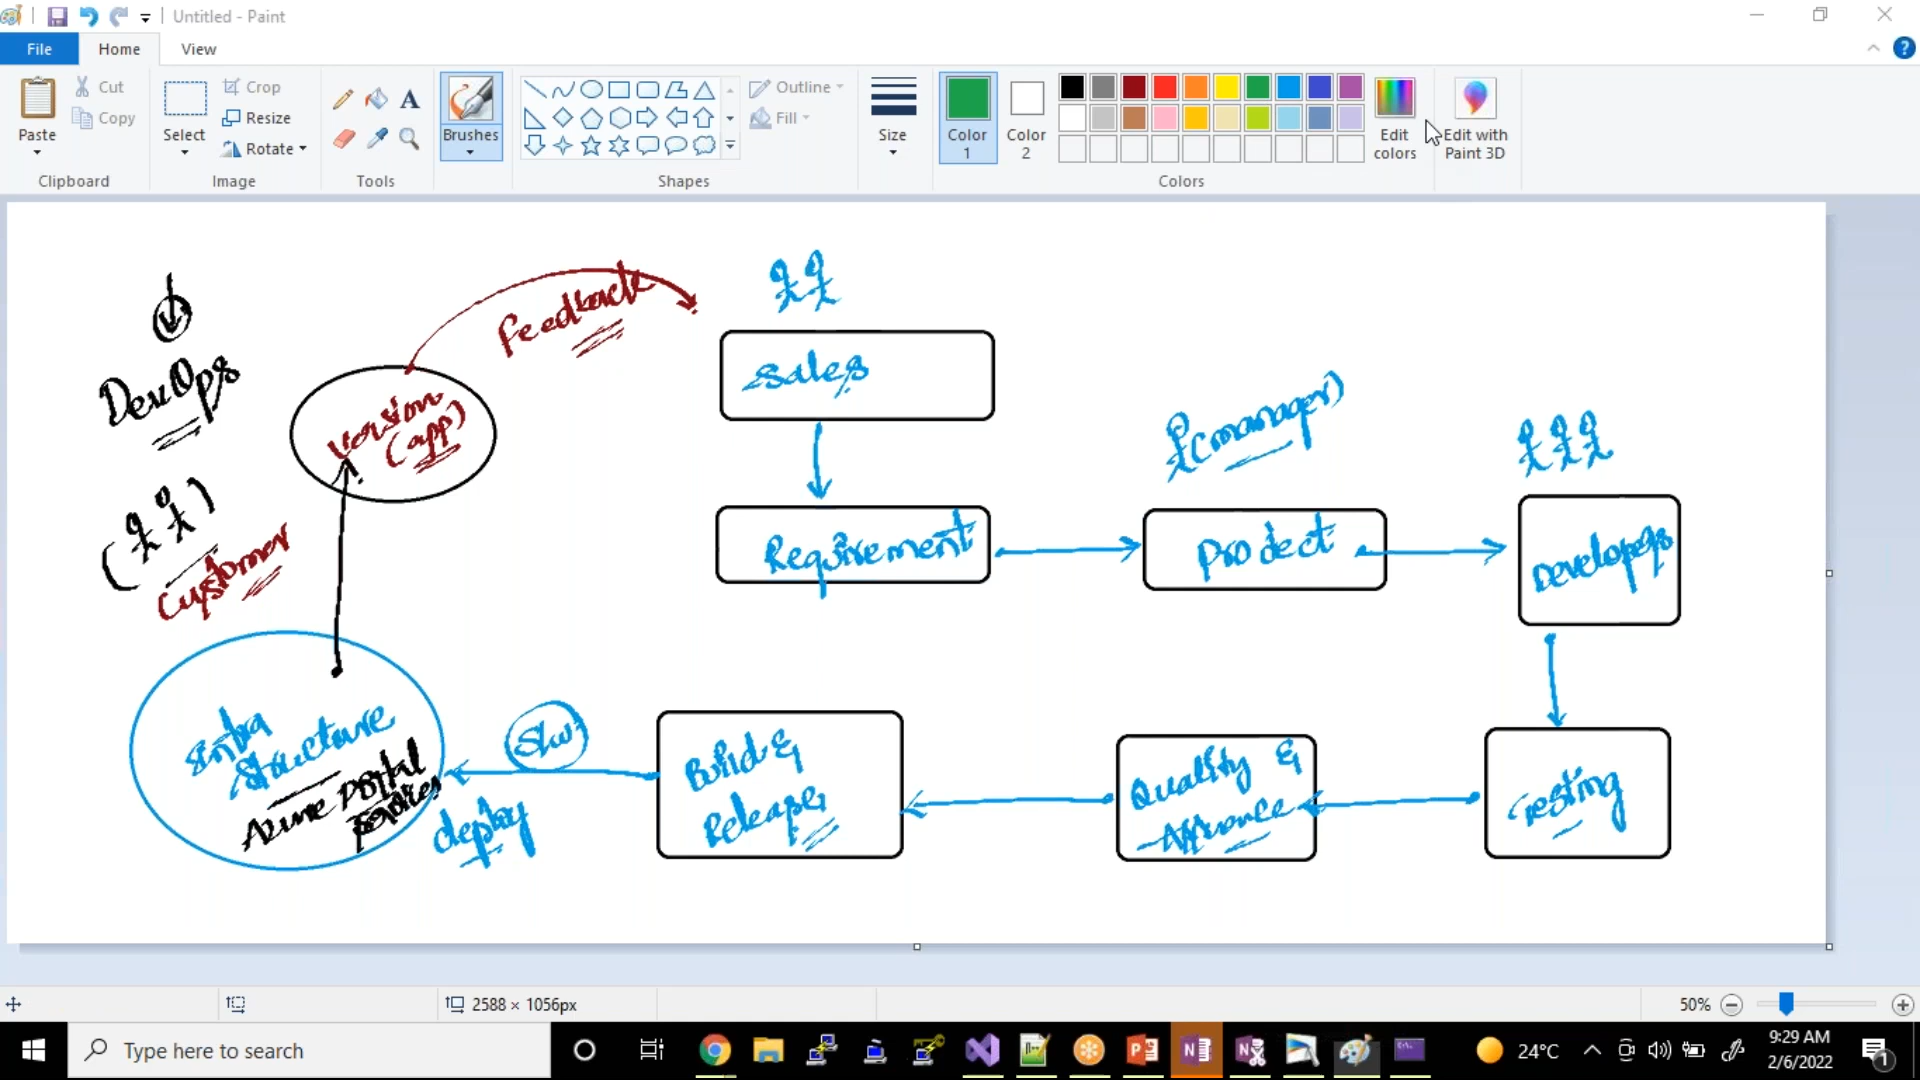 Untitled - Paint
File
Home
View
Paste
Cut
Copy
Clipboard
Select
Crop
Resize
Rotate
Image
Tools
Brushes
Shapes
Outline
Fill
Size
Color
1
Color
2
Edit
colors
Edit with
Paint 3D
Colors
DevOps
Feedback
Version
(app)
Sales
(manager)
Requirement
Product
Developers
Customer
Infra
Structure
Azure Portal
S/w
deploy
Build &
Release
Quality &
Testing
2588 × 1056px
50%
Type here to search
24°C
9:29 AM
2/6/2022
1